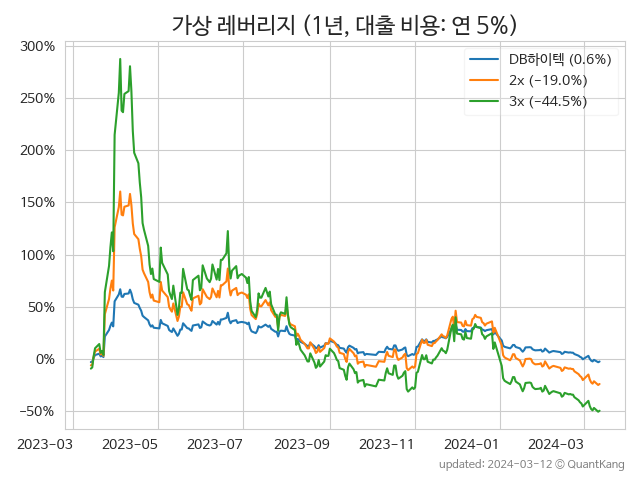 가상 레버리지 (1년, 대출 비용: 연 5%)
300%
250%
200%
150%
100%
50%
0%
−50%
DB하이텍 (0.6%)
2x (−19.0%)
3x (−44.5%)
2023-03 2023-05 2023-07 2023-09 2023-11 2024-01 2024-03
updated: 2024-03-12 © QuantKang